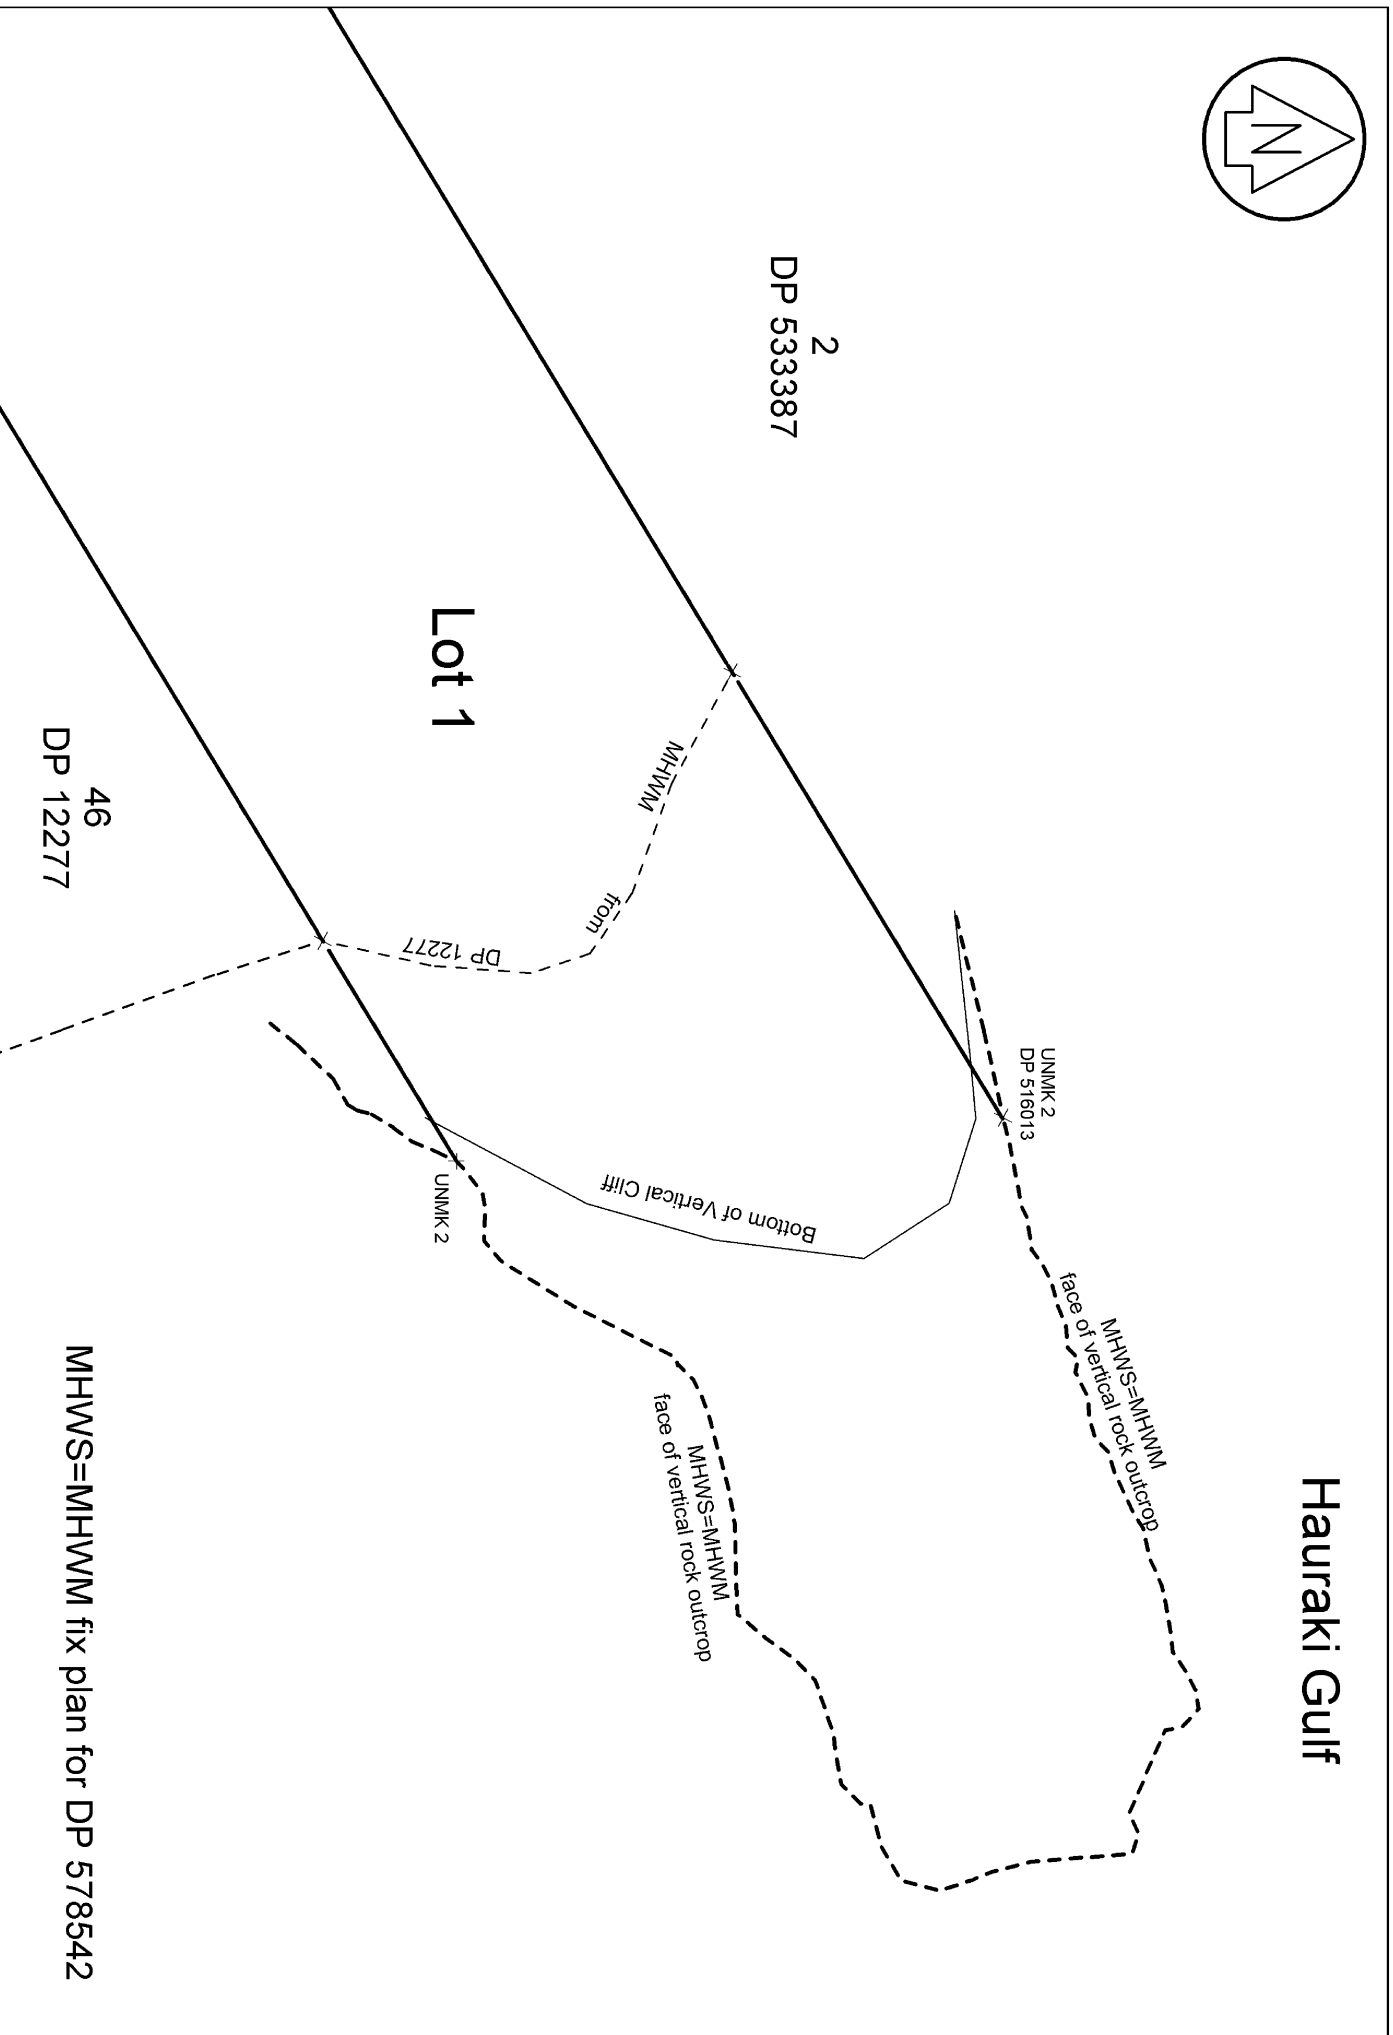 N
Hauraki Gulf
2
DP 533387
UNMK 2
DP 516013
MHWS=MHWM
face of vertical rock outcrop
Lot 1
MHWM
from
DP 12277
Bottom of Vertical Cliff
MHWS=MHWM
face of vertical rock outcrop
UNMK 2
46
DP 12277
MHWS=MHWM fix plan for DP 578542